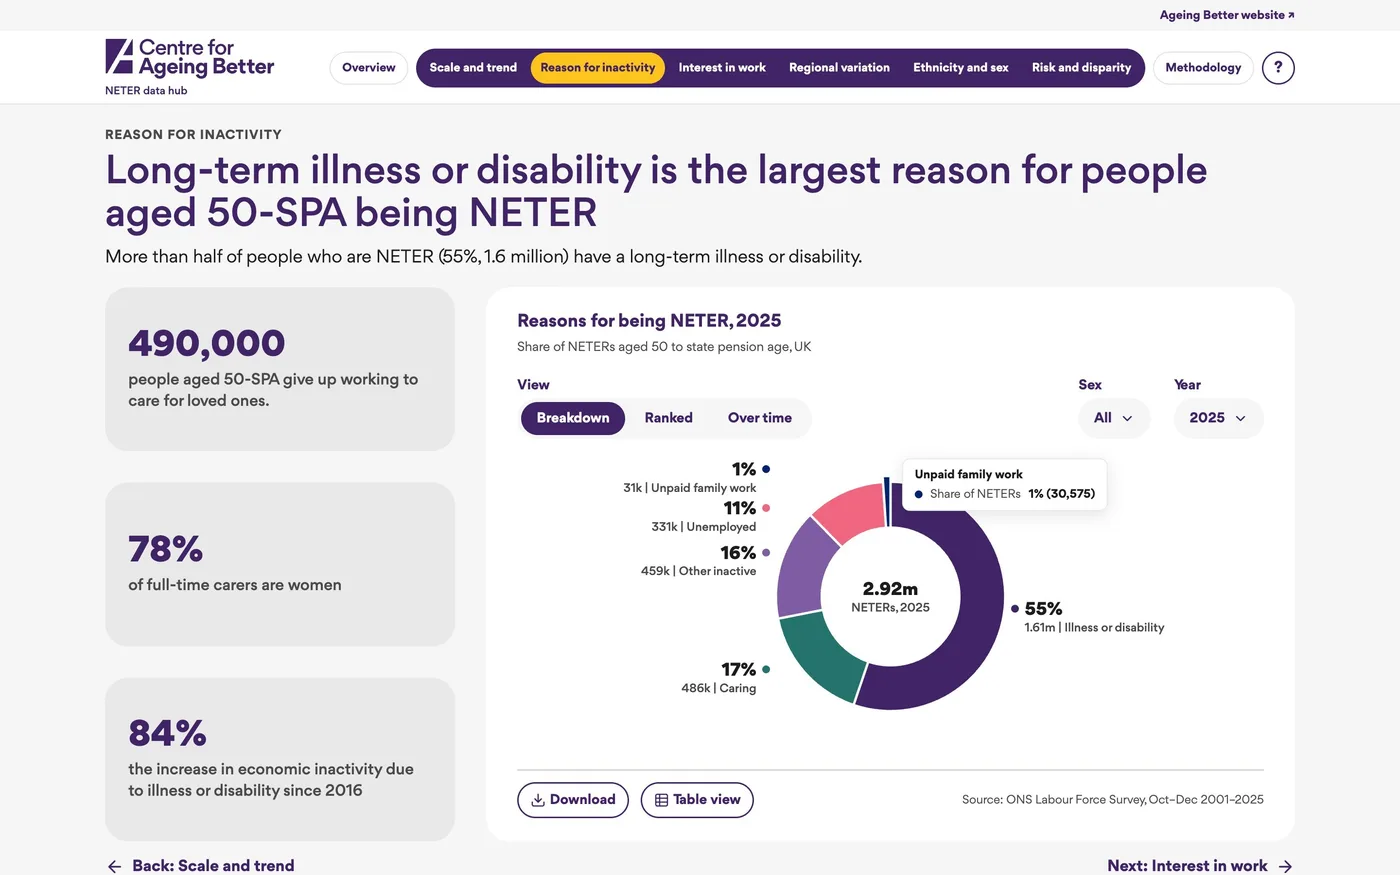 Ageing Better website ↗
Centre for
Ageing Better
NETER data hub
Overview
Scale and trend
Reason for inactivity
Interest in work
Regional variation
Ethnicity and sex
Risk and disparity
Methodology
?
REASON FOR INACTIVITY
Long-term illness or disability is the largest reason for people
aged 50-SPA being NETER
More than half of people who are NETER (55%, 1.6 million) have a long-term illness or disability.
490,000
people aged 50-SPA give up working to
care for loved ones.
78%
of full-time carers are women
84%
the increase in economic inactivity due
to illness or disability since 2016
Reasons for being NETER, 2025
Share of NETERs aged 50 to state pension age, UK
View
Breakdown
Ranked
Over time
Sex
All
Year
2025
1%
31k | Unpaid family work
11%
331k | Unemployed
16%
459k | Other inactive
17%
486k | Caring
Unpaid family work
Share of NETERs 1% (30,575)
2.92m
NETERs, 2025
55%
1.61m | Illness or disability
Download
Table view
Source: ONS Labour Force Survey, Oct–Dec 2001–2025
← Back: Scale and trend
Next: Interest in work →